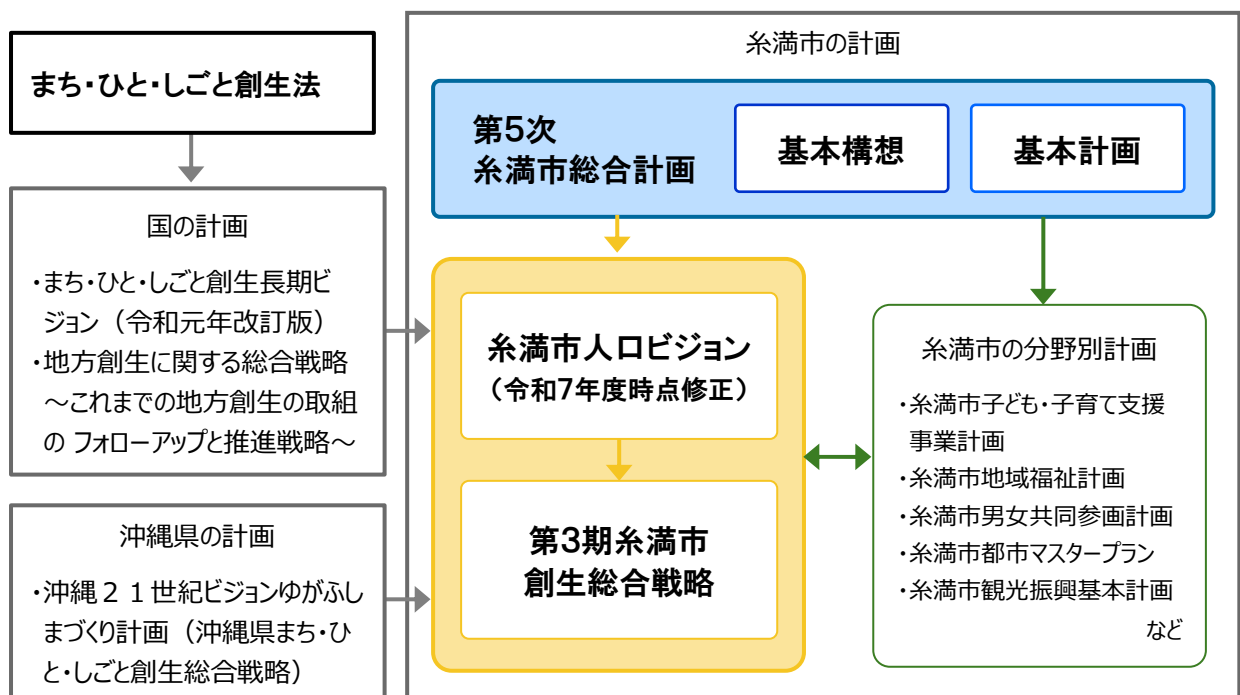 まち・ひと・しごと創生法
国の計画
・まち・ひと・しごと創生長期ビ
ジョン（令和元年改訂版）
・地方創生に関する総合戦略
～これまでの地方創生の取組
の フォローアップと推進戦略～
沖縄県の計画
・沖縄２１世紀ビジョンゆがふし
まづくり計画（沖縄県まち・ひ
と・しごと創生総合戦略）
糸満市の計画
第5次
糸満市総合計画
基本構想
基本計画
糸満市人口ビジョン
（令和7年度時点修正）
第3期糸満市
創生総合戦略
糸満市の分野別計画
・糸満市子ども・子育て支援
事業計画
・糸満市地域福祉計画
・糸満市男女共同参画計画
・糸満市都市マスタープラン
・糸満市観光振興基本計画
など